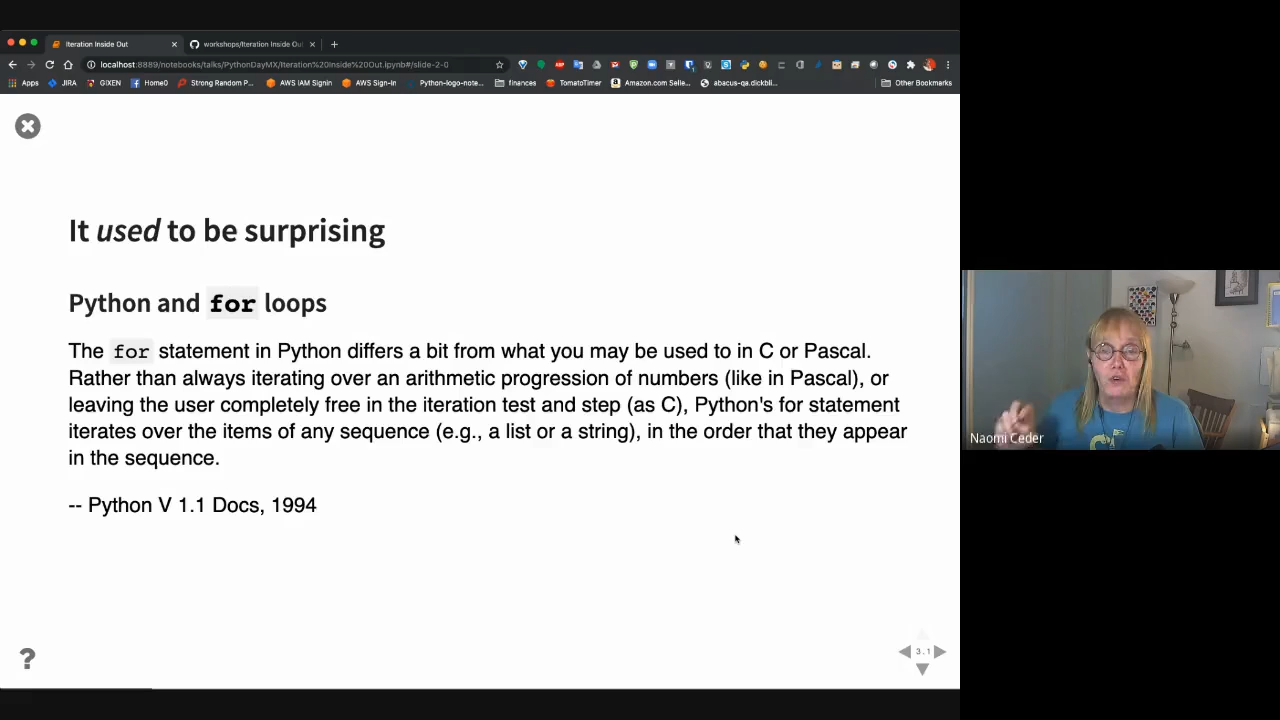 Iteration Inside Out
workshops/Iteration Inside Out
localhost:8889/notebooks/talks/PythonDayMX/Iteration%20Inside%20Out.ipynb#/slide-2-0
Apps JIRA GIXEN Home0 Strong Random P... AWS IAM Signin AWS Sign-In Python-logo-note... finances TomatoTimer Amazon.com Selle... abacus-qa.dickbli... Other Bookmarks
It used to be surprising
Python and for loops
The for statement in Python differs a bit from what you may be used to in C or Pascal.
Rather than always iterating over an arithmetic progression of numbers (like in Pascal), or
leaving the user completely free in the iteration test and step (as C), Python's for statement
iterates over the items of any sequence (e.g., a list or a string), in the order that they appear
in the sequence.
-- Python V 1.1 Docs, 1994
Naomi Ceder
?
3.1